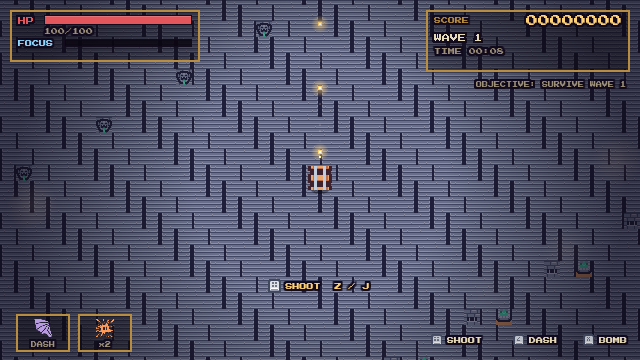 HP
100/100
FOCUS
SCORE 00000000
WAVE 1
TIME 00:08
OBJECTIVE: SURVIVE WAVE 1
SHOOT Z / J
DASH
x2
SHOOT
DASH
BOMB